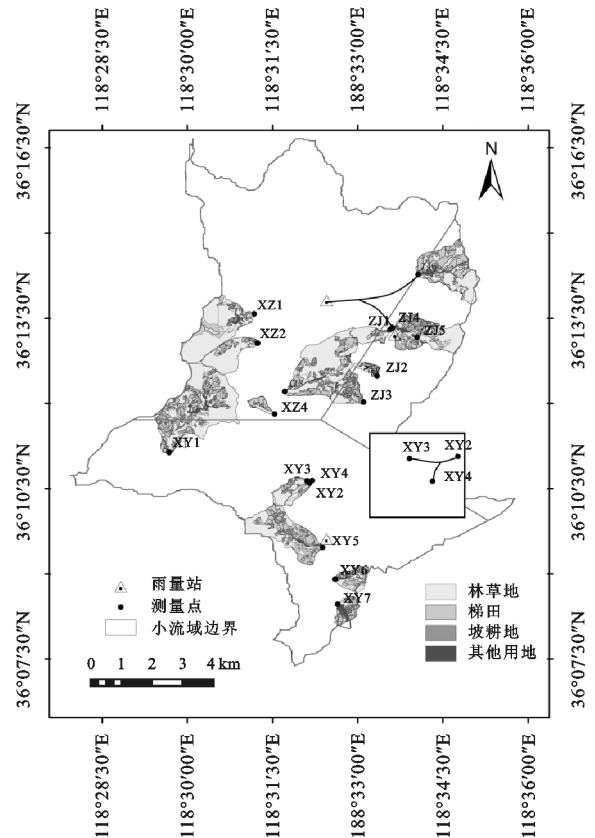 118°28′30″E
118°30′00″E
118°31′30″E
188°33′00″E
118°34′30″E
118°36′00″E
36°16′30″N
36°16′30″N
N
36°13′30″N
36°13′30″N
XZ1
XZ2
ZJ1
ZJ4
ZJ5
ZJ2
ZJ3
XZ4
XY1
XY3
XY2
XY4
36°10′30″N
36°10′30″N
XY3
XY4
XY2
XY5
XY6
XY7
雨量站
测量点
小流域边界
林草地
梯田
坡耕地
其他用地
0 1 2 3 4 km
36°07′30″N
36°07′30″N
118°28′30″E
118°30′00″E
118°31′30″E
188°33′00″E
118°34′30″E
118°36′00″E